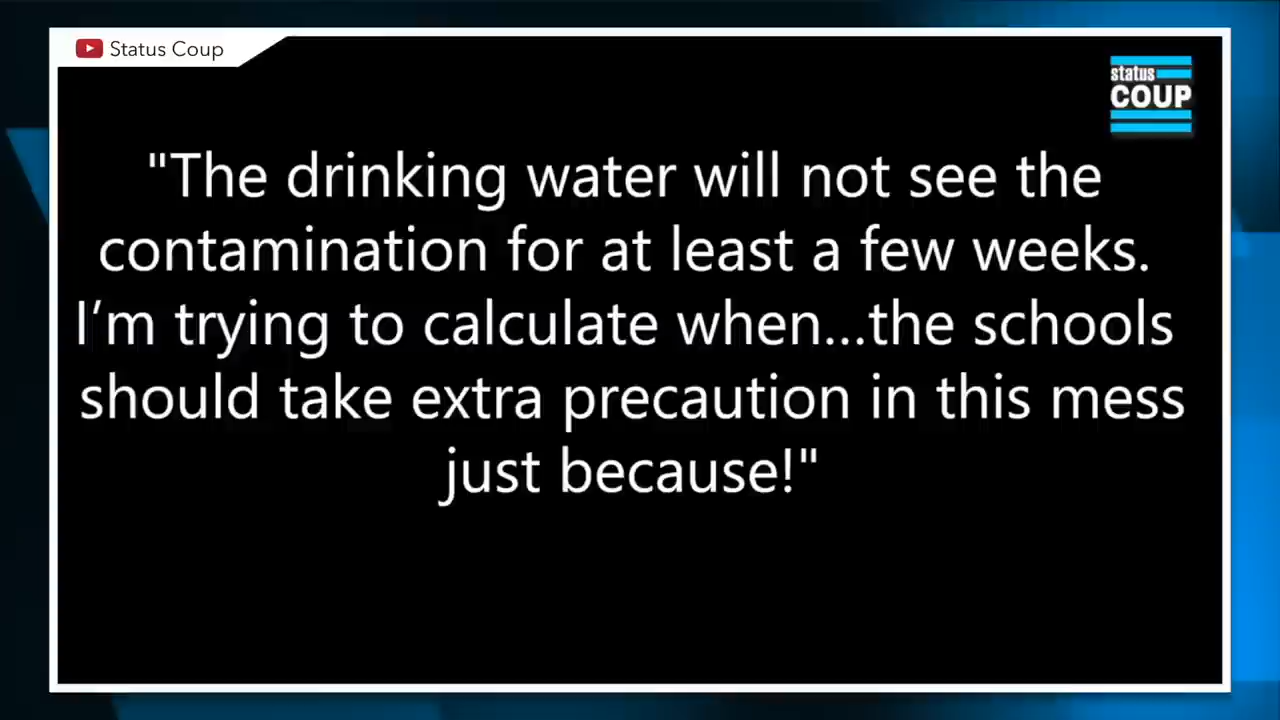 Status Coup
status
COUP
"The drinking water will not see the
contamination for at least a few weeks.
I’m trying to calculate when...the schools
should take extra precaution in this mess
just because!"